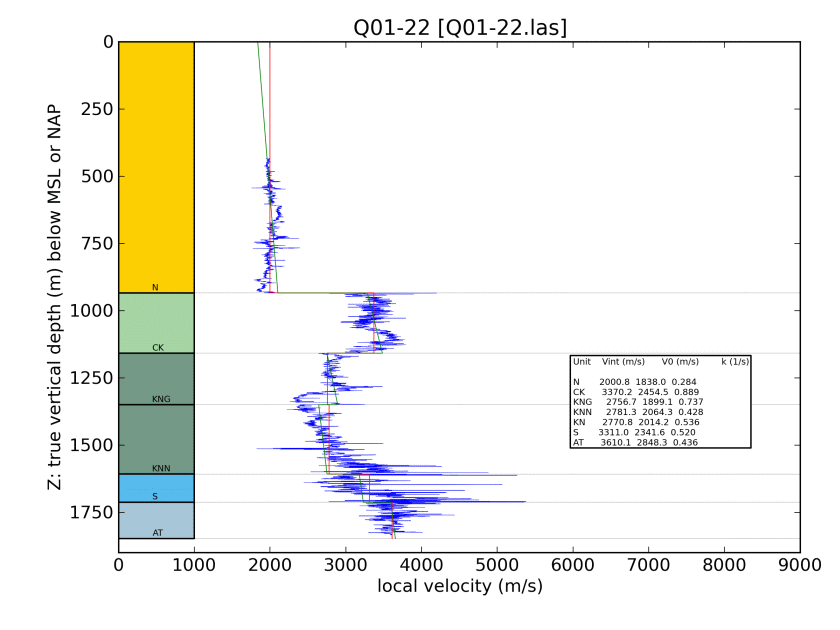 Q01-22 [Q01-22.las]
0
250
500
750
1000
1250
1500
1750
Z: true vertical depth (m) below MSL or NAP
N
CK
KNG
KNN
S
AT
Unit Vint (m/s) V0 (m/s) k (1/s)
N 2000.8 1838.0 0.284
CK 3370.2 2454.5 0.889
KNG 2756.7 1899.1 0.737
KNN 2781.3 2064.3 0.428
KN 2770.8 2014.2 0.536
S 3311.0 2341.6 0.520
AT 3610.1 2848.3 0.436
0 1000 2000 3000 4000 5000 6000 7000 8000 9000
local velocity (m/s)